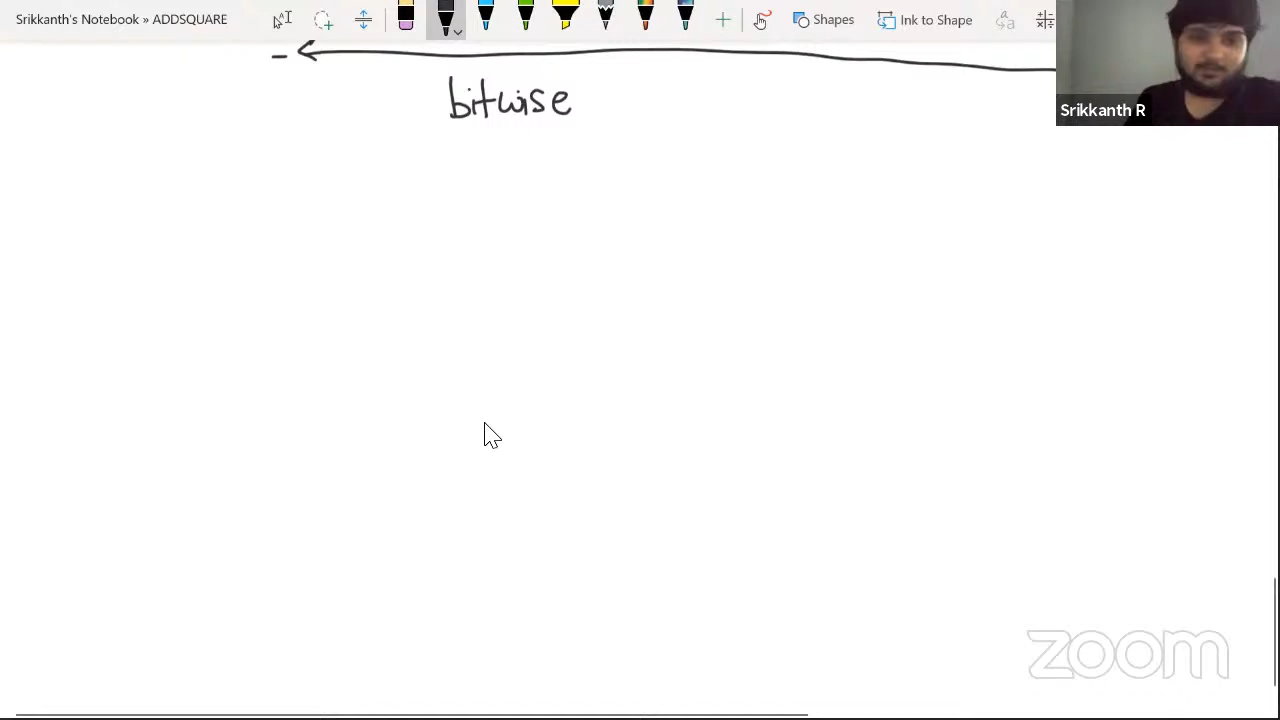 Srikkanth's Notebook » ADDSQUARE
Shapes
Ink to Shape
Srikkanth R
bitwise
zoom